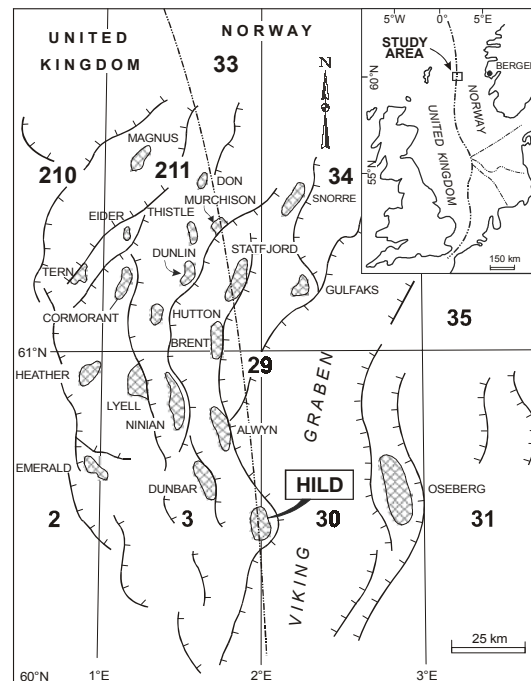 UNITED
KINGDOM
NORWAY
33
N
5°W
0°
5°E
STUDY
AREA
BERGEN
60°N
NORWAY
UNITED KINGDOM
55°N
150 km
MAGNUS
210
211
DON
34
MURCHISON
SNORRE
THISTLE
EIDER
STATFJORD
DUNLIN
TERN
GULFAKS
CORMORANT
HUTTON
35
BRENT
61°N
29
HEATHER
LYELL
NINIAN
ALWYN
VIKING GRABEN
EMERALD
DUNBAR
HILD
OSEBERG
2
3
30
31
25 km
60°N
1°E
2°E
3°E